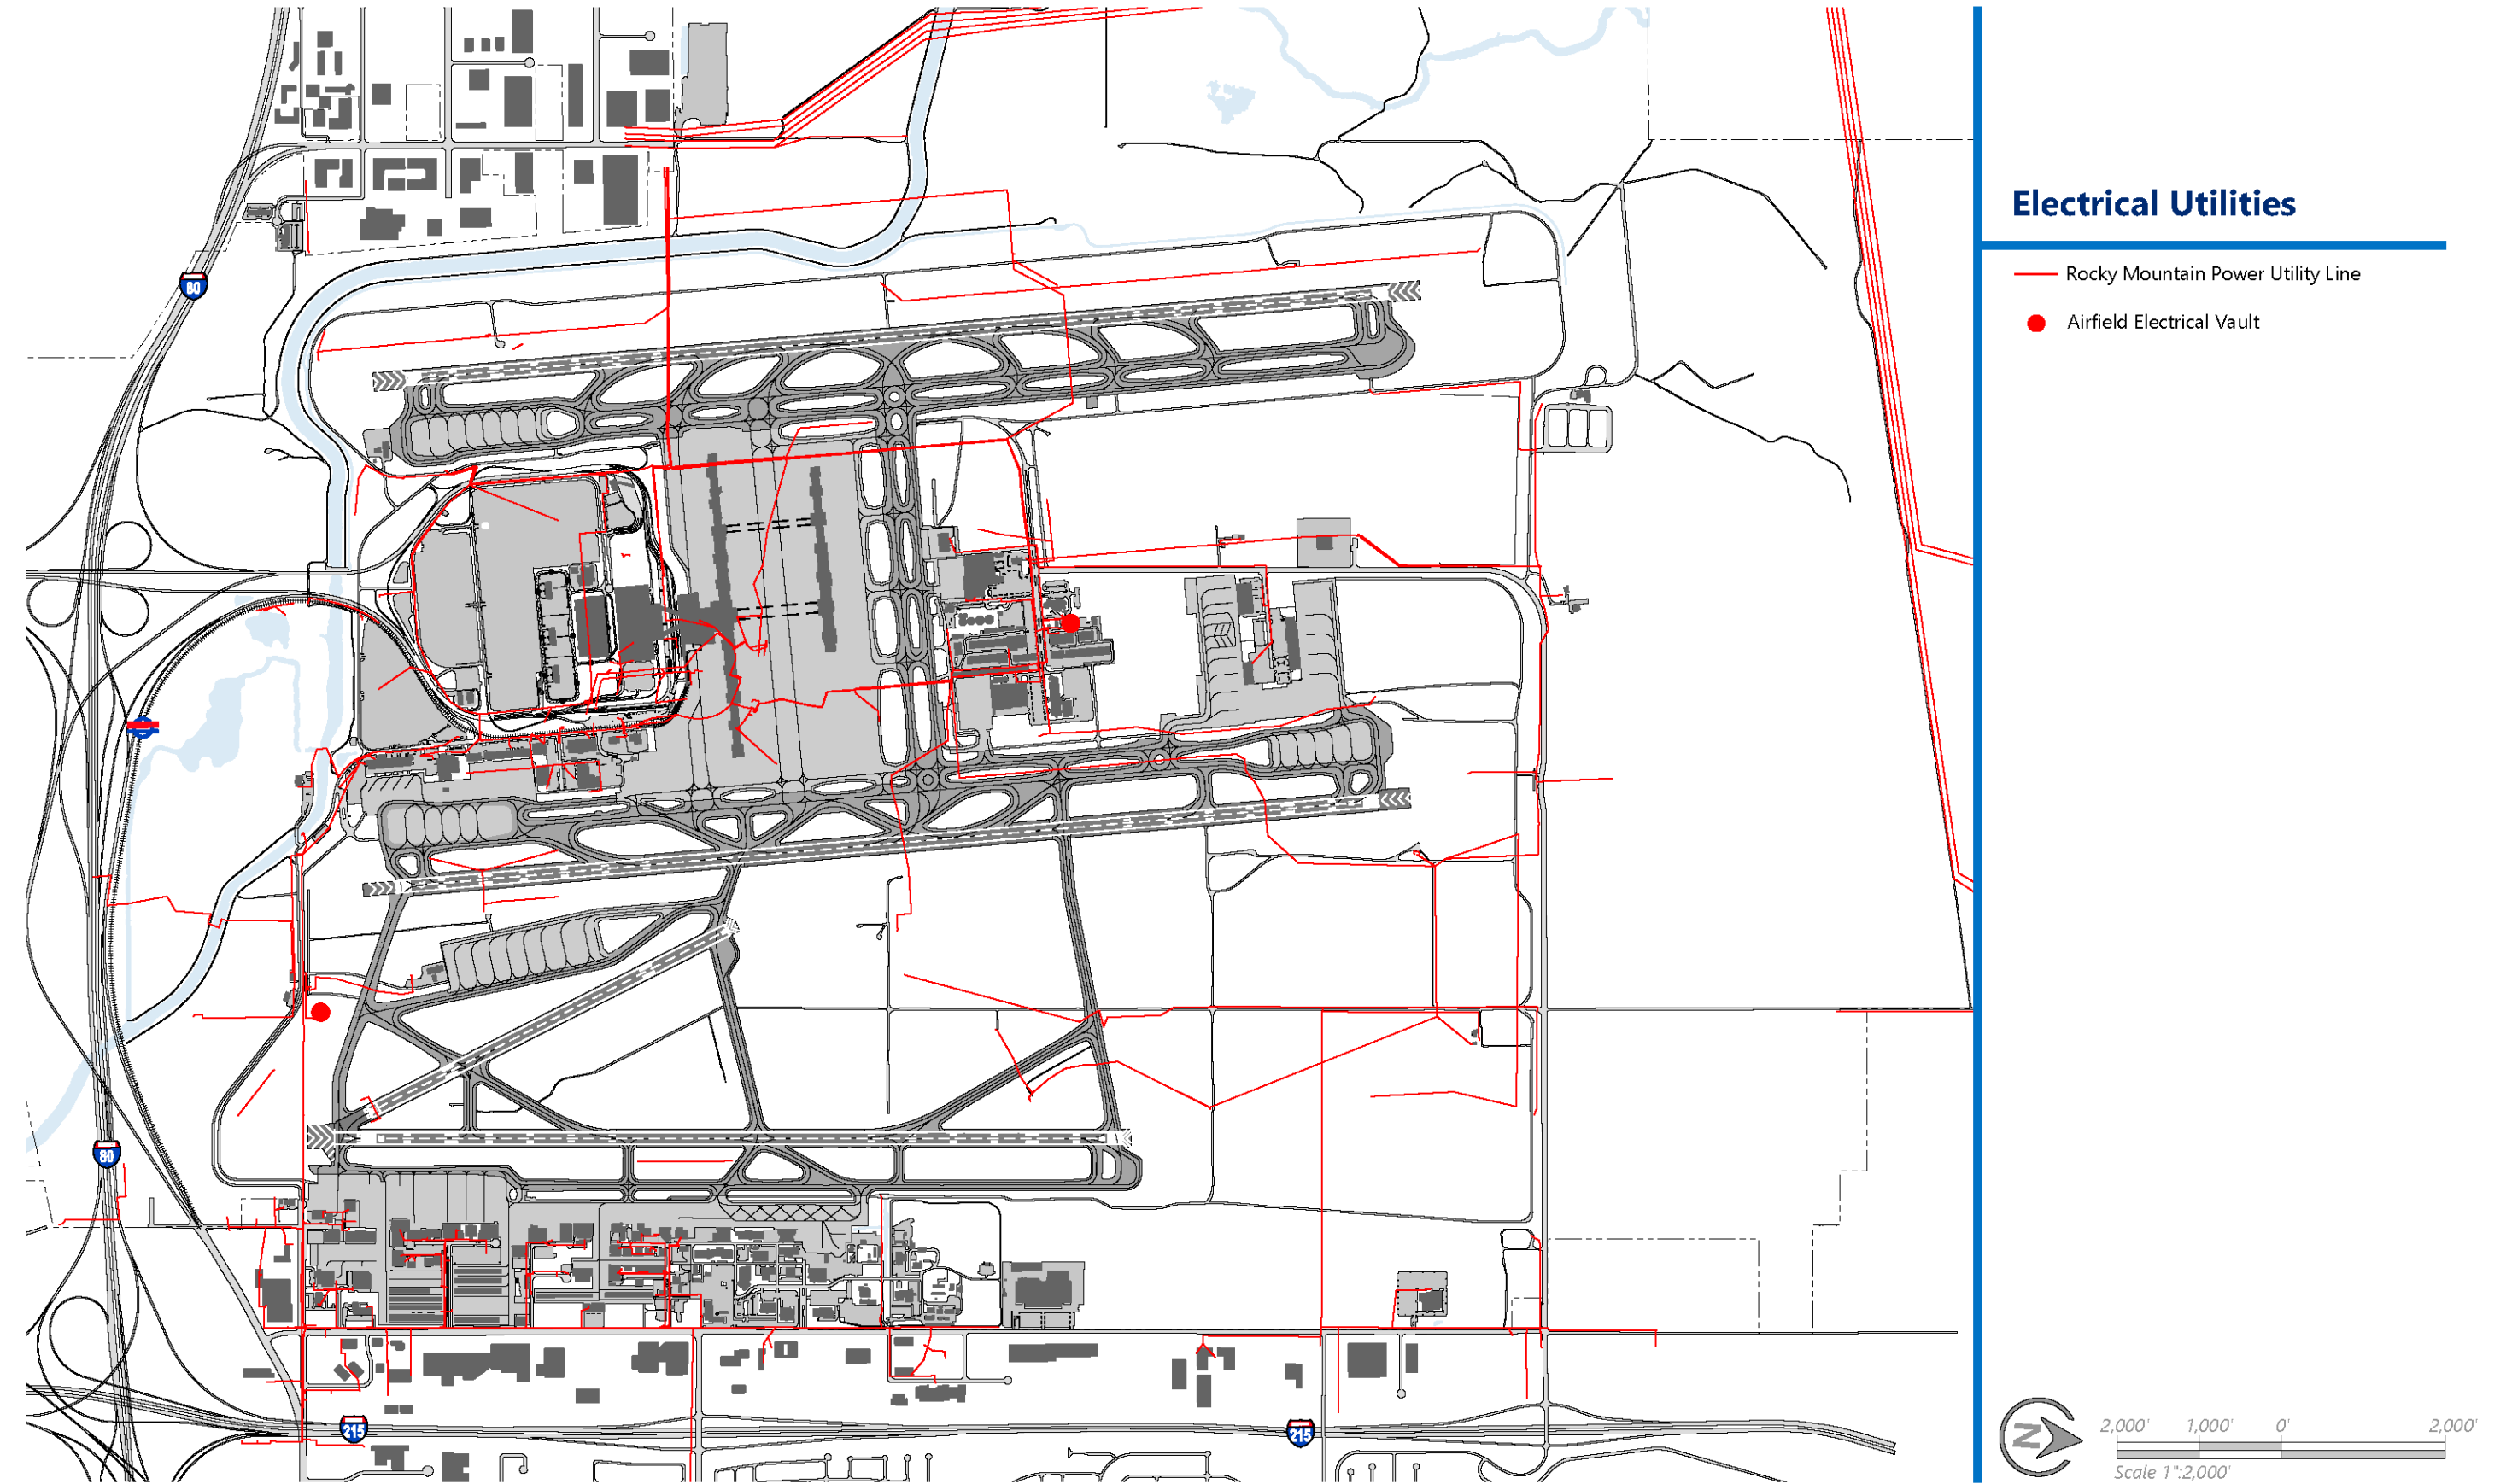 Electrical Utilities
Rocky Mountain Power Utility Line
Airfield Electrical Vault
80
80
215
215
N
2,000' 1,000' 0' 2,000'
Scale 1":2,000'